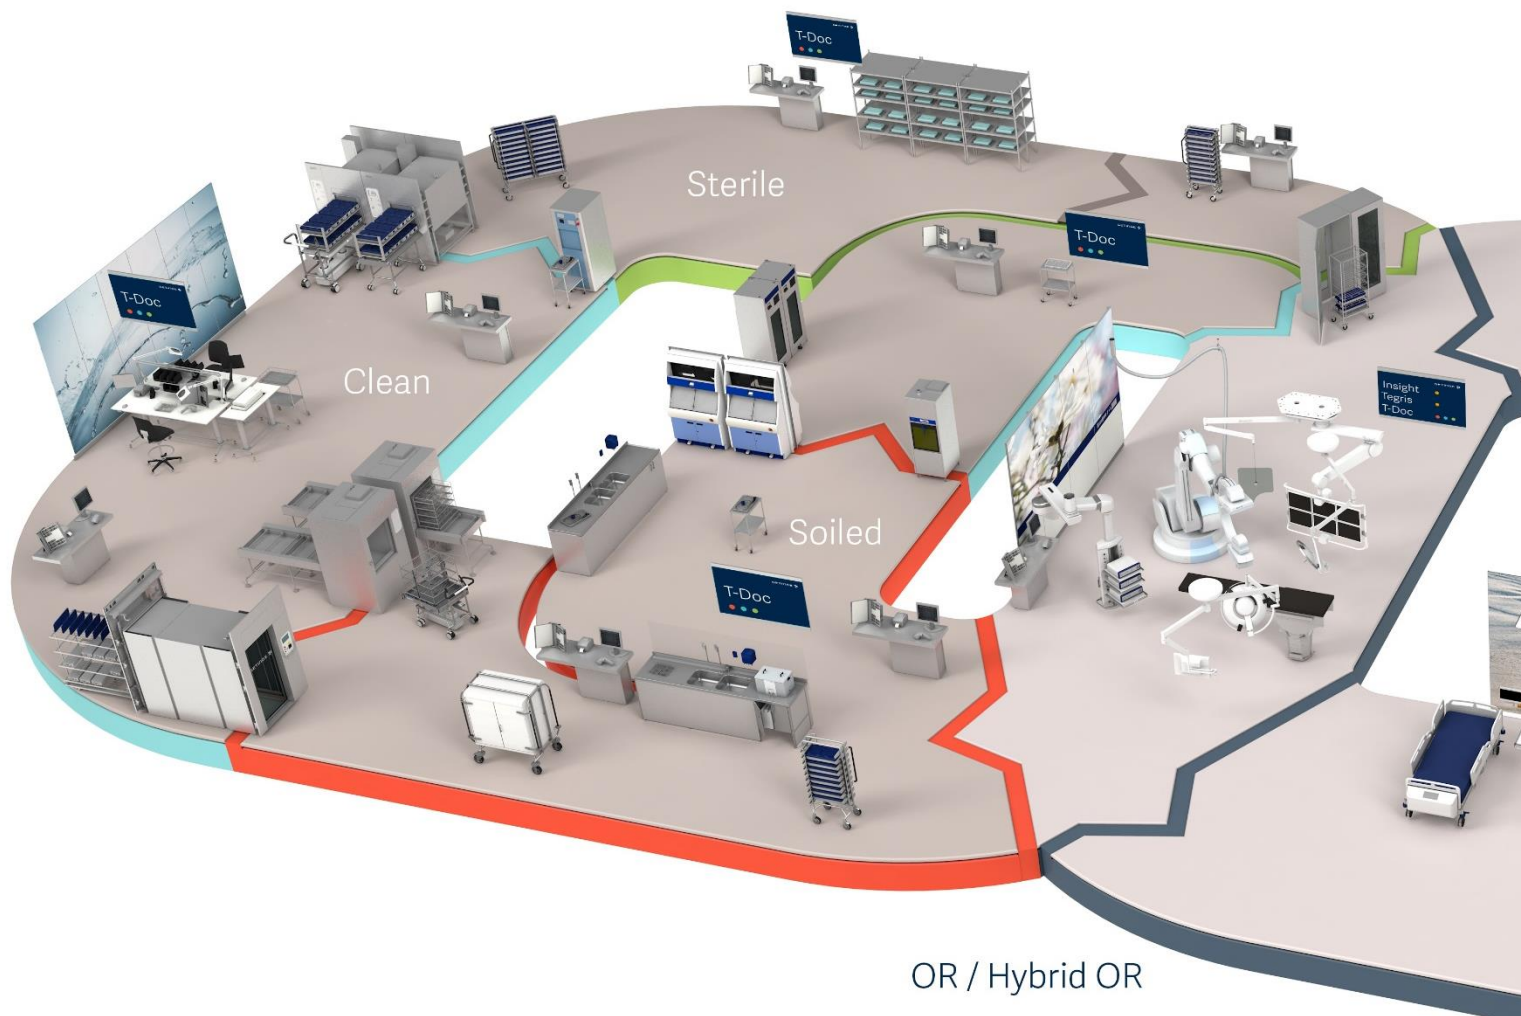 T-Doc
Sterile
T-Doc
T-Doc
Clean
Insight
Tegris
T-Doc
Soiled
T-Doc
OR / Hybrid OR